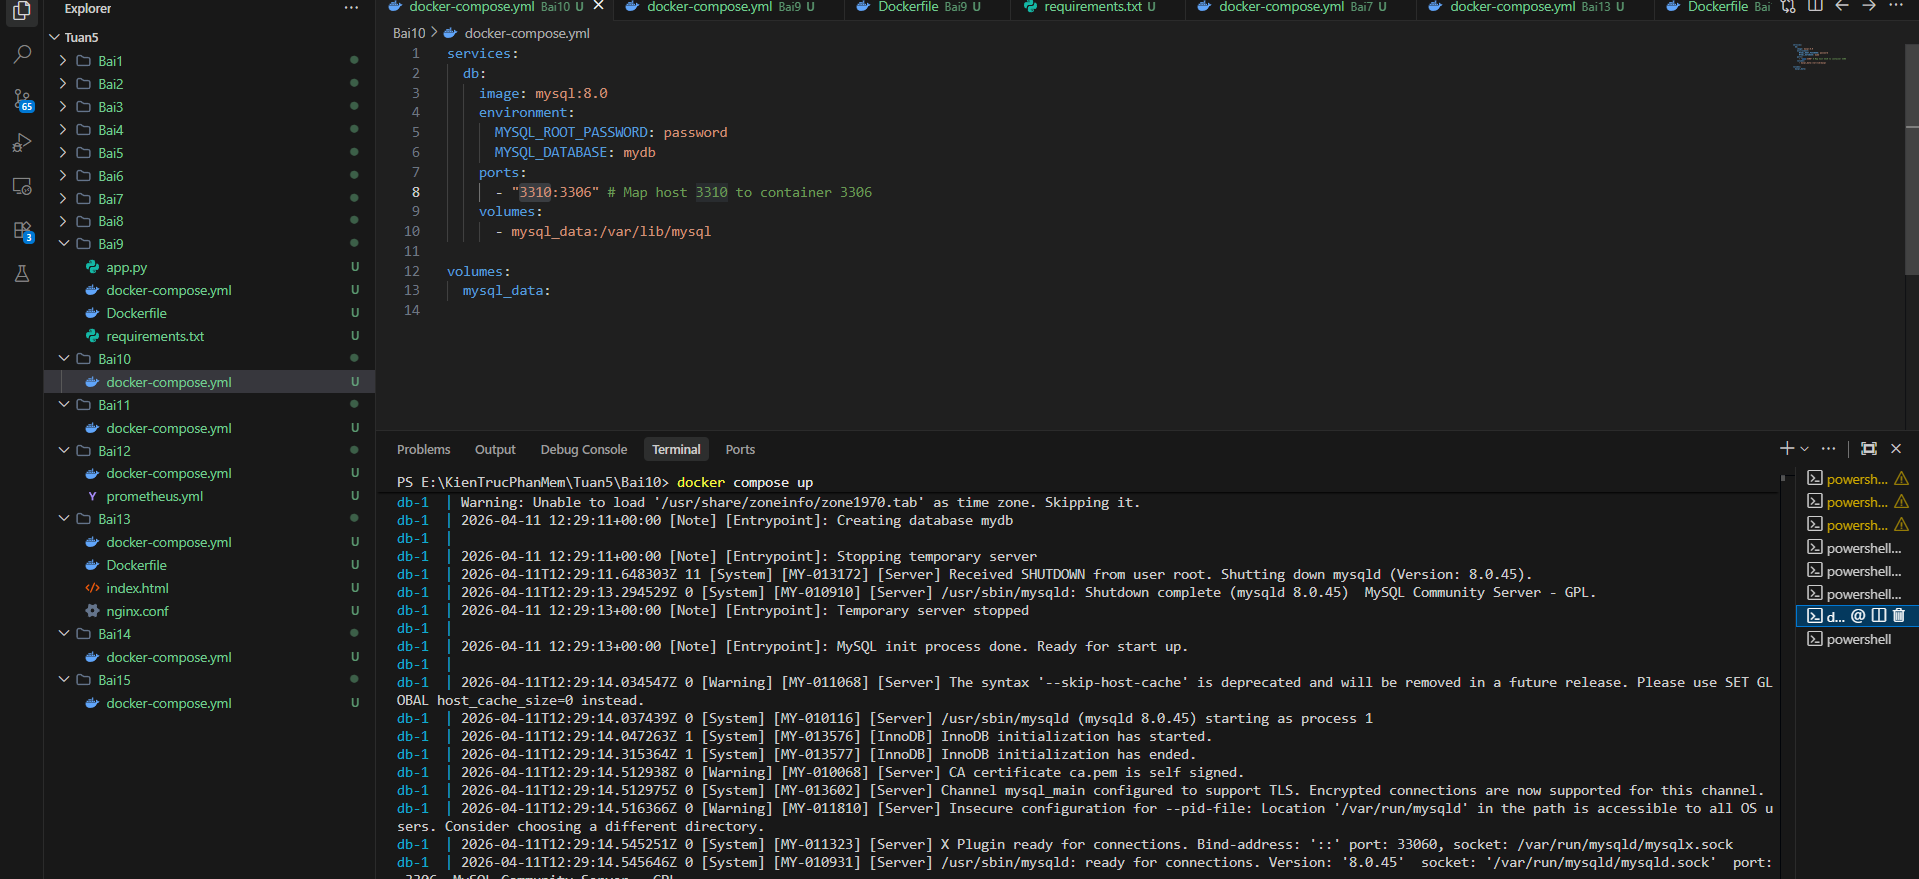 Explorer
Tuan5
Bai1
Bai2
Bai3
Bai4
Bai5
Bai6
Bai7
Bai8
Bai9
app.py U
docker-compose.yml U
Dockerfile U
requirements.txt U
Bai10
docker-compose.yml U
Bai11
docker-compose.yml U
Bai12
docker-compose.yml U
prometheus.yml U
Bai13
docker-compose.yml U
Dockerfile U
index.html U
nginx.conf U
Bai14
docker-compose.yml U
Bai15
docker-compose.yml U
65
3
docker-compose.yml Bai10 U
docker-compose.yml Bai9 U
Dockerfile Bai9 U
requirements.txt U
docker-compose.yml Bai7 U
docker-compose.yml Bai13 U
Dockerfile Bai
Bai10 > docker-compose.yml
1 services:
2 db:
3 image: mysql:8.0
4 environment:
5 MYSQL_ROOT_PASSWORD: password
6 MYSQL_DATABASE: mydb
7 ports:
8 - "3310:3306" # Map host 3310 to container 3306
9 volumes:
10 - mysql_data:/var/lib/mysql
11
12 volumes:
13 mysql_data:
14
Problems Output Debug Console Terminal Ports
PS E:\KienTrucPhanMem\Tuan5\Bai10> docker compose up
db-1 | Warning: Unable to load '/usr/share/zoneinfo/zone1970.tab' as time zone. Skipping it.
db-1 | 2026-04-11 12:29:11+00:00 [Note] [Entrypoint]: Creating database mydb
db-1 |
db-1 | 2026-04-11 12:29:11+00:00 [Note] [Entrypoint]: Stopping temporary server
db-1 | 2026-04-11T12:29:11.648303Z 11 [System] [MY-013172] [Server] Received SHUTDOWN from user root. Shutting down mysqld (Version: 8.0.45).
db-1 | 2026-04-11T12:29:13.294529Z 0 [System] [MY-010910] [Server] /usr/sbin/mysqld: Shutdown complete (mysqld 8.0.45)  MySQL Community Server - GPL.
db-1 | 2026-04-11 12:29:13+00:00 [Note] [Entrypoint]: Temporary server stopped
db-1 |
db-1 | 2026-04-11 12:29:13+00:00 [Note] [Entrypoint]: MySQL init process done. Ready for start up.
db-1 |
db-1 | 2026-04-11T12:29:14.034547Z 0 [Warning] [MY-011068] [Server] The syntax '--skip-host-cache' is deprecated and will be removed in a future release. Please use SET GL
OBAL host_cache_size=0 instead.
db-1 | 2026-04-11T12:29:14.037439Z 0 [System] [MY-010116] [Server] /usr/sbin/mysqld (mysqld 8.0.45) starting as process 1
db-1 | 2026-04-11T12:29:14.047263Z 1 [System] [MY-013576] [InnoDB] InnoDB initialization has started.
db-1 | 2026-04-11T12:29:14.315364Z 1 [System] [MY-013577] [InnoDB] InnoDB initialization has ended.
db-1 | 2026-04-11T12:29:14.512938Z 0 [Warning] [MY-010068] [Server] CA certificate ca.pem is self signed.
db-1 | 2026-04-11T12:29:14.512975Z 0 [System] [MY-013602] [Server] Channel mysql_main configured to support TLS. Encrypted connections are now supported for this channel.
db-1 | 2026-04-11T12:29:14.516366Z 0 [Warning] [MY-011810] [Server] Insecure configuration for --pid-file: Location '/var/run/mysqld' in the path is accessible to all OS u
sers. Consider choosing a different directory.
db-1 | 2026-04-11T12:29:14.545251Z 0 [System] [MY-011323] [Server] X Plugin ready for connections. Bind-address: '::' port: 33060, socket: /var/run/mysqld/mysqlx.sock
db-1 | 2026-04-11T12:29:14.545646Z 0 [System] [MY-010931] [Server] /usr/sbin/mysqld: ready for connections. Version: '8.0.45'  socket: '/var/run/mysqld/mysqld.sock'  port:
3306  MySQL Community Server - GPL.
powersh...
powersh...
powersh...
powershell...
powershell...
powershell...
d...
powershell